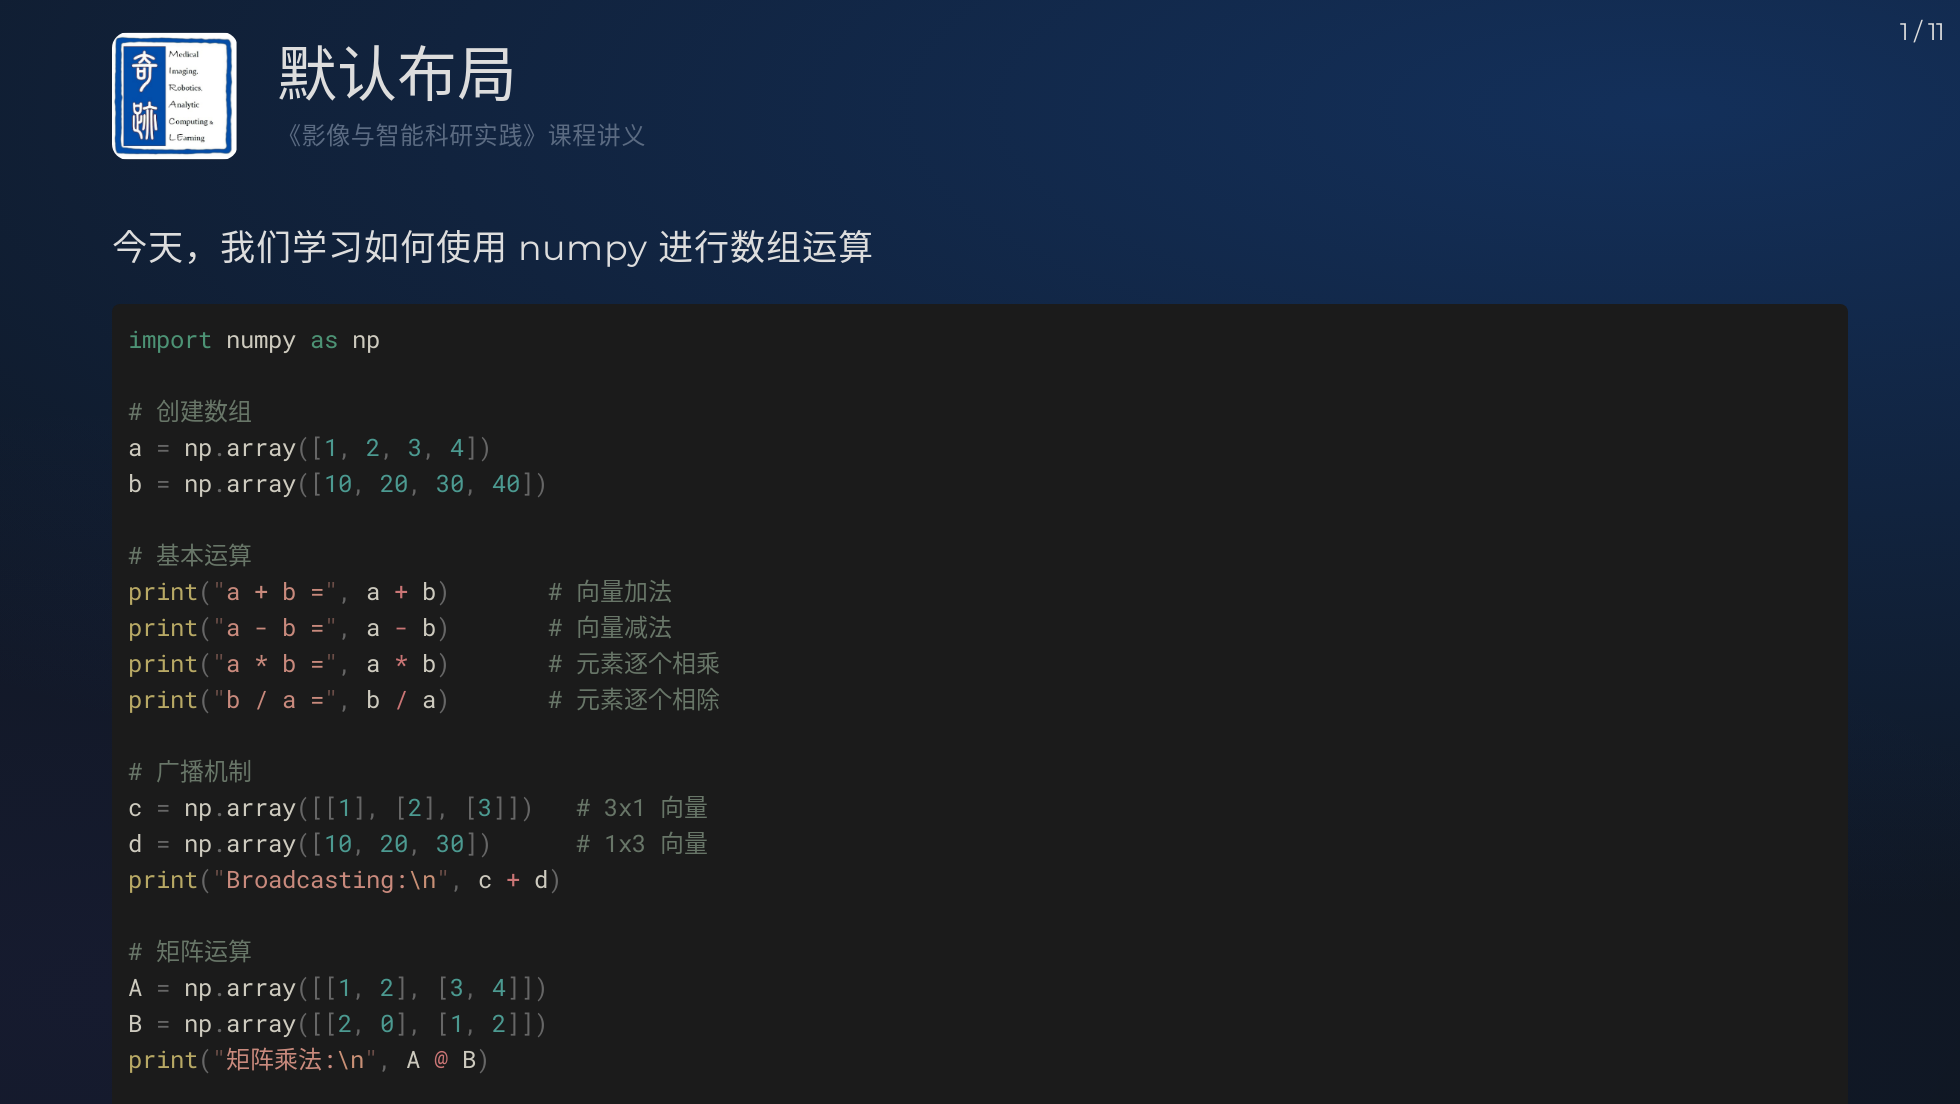 1 / 11
奇跡
Medical
Imaging,
Robotics,
Analytic
Computing &
LEarning
默认布局
《影像与智能科研实践》课程讲义
今天，我们学习如何使用 numpy 进行数组运算
import numpy as np
# 创建数组
a = np.array([1, 2, 3, 4])
b = np.array([10, 20, 30, 40])
# 基本运算
print("a + b =", a + b)       # 向量加法
print("a - b =", a - b)       # 向量减法
print("a * b =", a * b)       # 元素逐个相乘
print("b / a =", b / a)       # 元素逐个相除
# 广播机制
c = np.array([[1], [2], [3]])   # 3x1 向量
d = np.array([10, 20, 30])      # 1x3 向量
print("Broadcasting:\n", c + d)
# 矩阵运算
A = np.array([[1, 2], [3, 4]])
B = np.array([[2, 0], [1, 2]])
print("矩阵乘法:\n", A @ B)